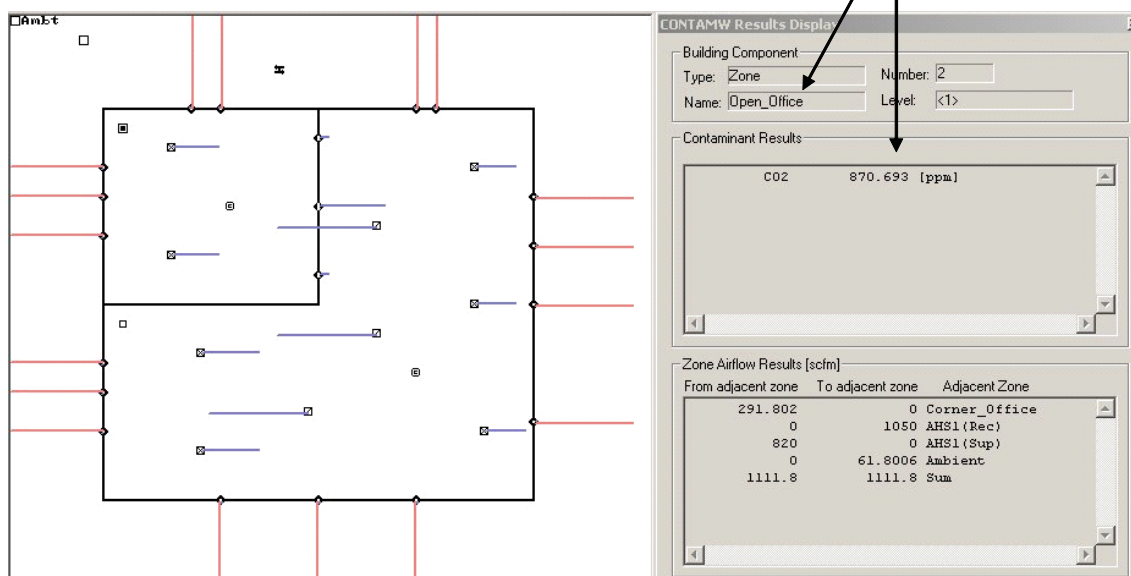 Ambt
CONTAMW Results Display
Building Component
Type: Zone Number: 2
Name: Open_Office Level: <1>
Contaminant Results
CO2 870.693 [ppm]
Zone Airflow Results [scfm]
From adjacent zone To adjacent zone Adjacent Zone
291.802 0 Corner_Office
0 1050 AHS1(Rec)
820 0 AHS1(Sup)
0 61.8006 Ambient
1111.8 1111.8 Sum